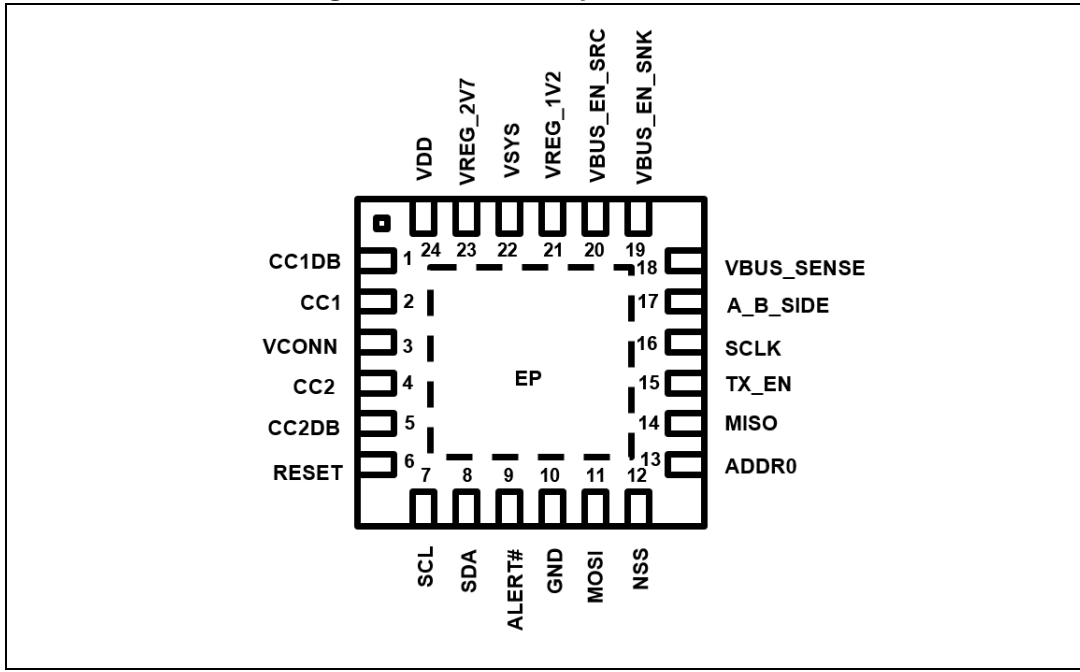 VDD
VREG_2V7
VSYS
VREG_1V2
VBUS_EN_SRC
VBUS_EN_SNK
24 23 22 21 20 19
CC1DB 1 18 VBUS_SENSE
CC1 2 17 A_B_SIDE
VCONN 3 16 SCLK
EP
CC2 4 15 TX_EN
CC2DB 5 14 MISO
RESET 6 13 ADDR0
7 8 9 10 11 12
SCL
SDA
ALERT#
GND
MOSI
NSS